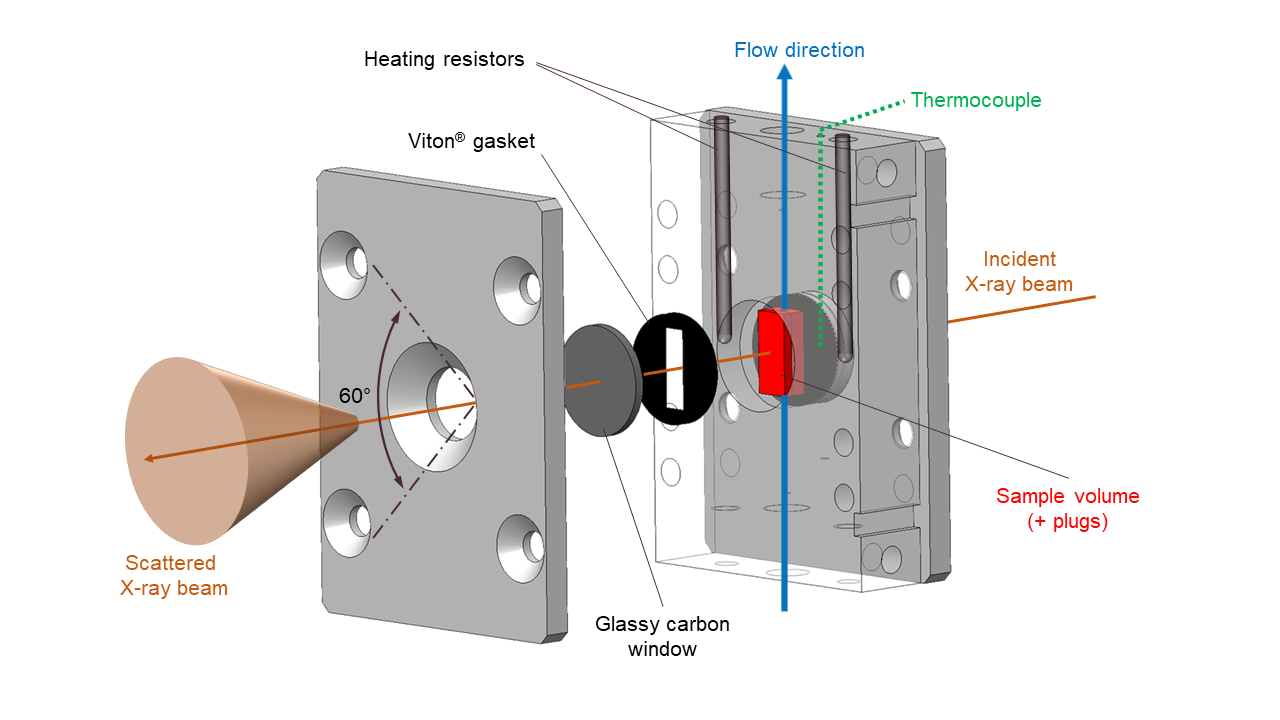 Heating resistors
Flow direction
Thermocouple
Viton® gasket
Incident
X-ray beam
60°
Sample volume
(+ plugs)
Scattered
X-ray beam
Glassy carbon
window